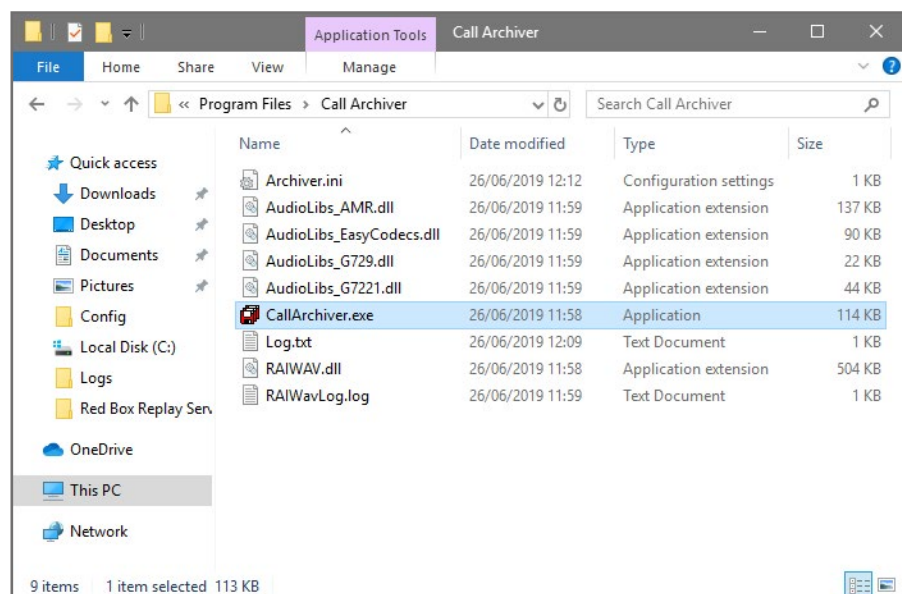 Application Tools Call Archiver
File Home Share View Manage
« Program Files › Call Archiver Search Call Archiver
Name Date modified Type Size
Quick access
Downloads
Desktop
Documents
Pictures
Config
Local Disk (C:)
Logs
Red Box Replay Serv
OneDrive
This PC
Network
Archiver.ini 26/06/2019 12:12 Configuration settings 1 KB
AudioLibs_AMR.dll 26/06/2019 11:59 Application extension 137 KB
AudioLibs_EasyCodecs.dll 26/06/2019 11:59 Application extension 90 KB
AudioLibs_G729.dll 26/06/2019 11:59 Application extension 22 KB
AudioLibs_G7221.dll 26/06/2019 11:59 Application extension 44 KB
CallArchiver.exe 26/06/2019 11:58 Application 114 KB
Log.txt 26/06/2019 12:09 Text Document 1 KB
RAIWAV.dll 26/06/2019 11:58 Application extension 504 KB
RAIWavLog.log 26/06/2019 11:59 Text Document 1 KB
9 items 1 item selected 113 KB